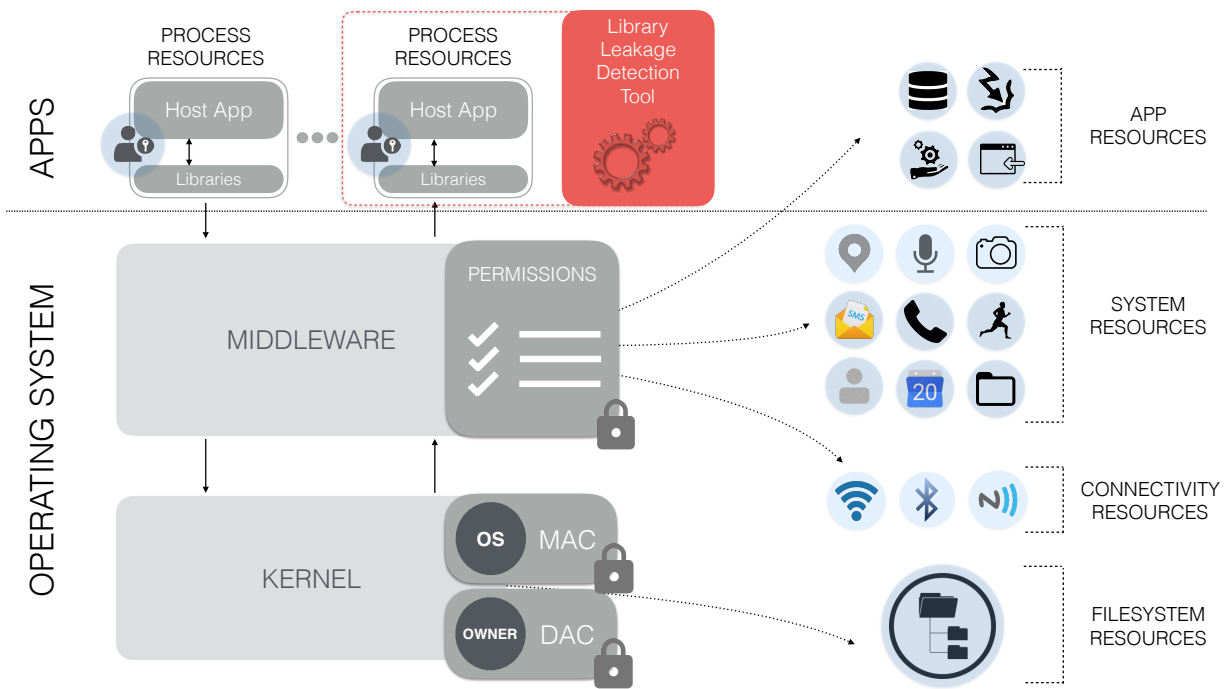 APPS
PROCESS
RESOURCES
Host App
Libraries
PROCESS
RESOURCES
Host App
Libraries
Library
Leakage
Detection
Tool
APP
RESOURCES
OPERATING SYSTEM
MIDDLEWARE
PERMISSIONS
SMS
20
SYSTEM
RESOURCES
CONNECTIVITY
RESOURCES
KERNEL
OS
MAC
OWNER
DAC
FILESYSTEM
RESOURCES